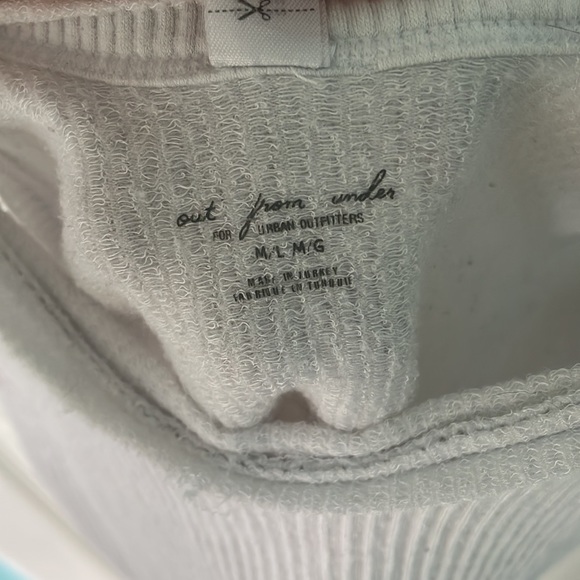 out from under
FOR URBAN OUTFITTERS
M/L M/G
MADE IN TURKEY
FABRIQUE EN TURQUIE